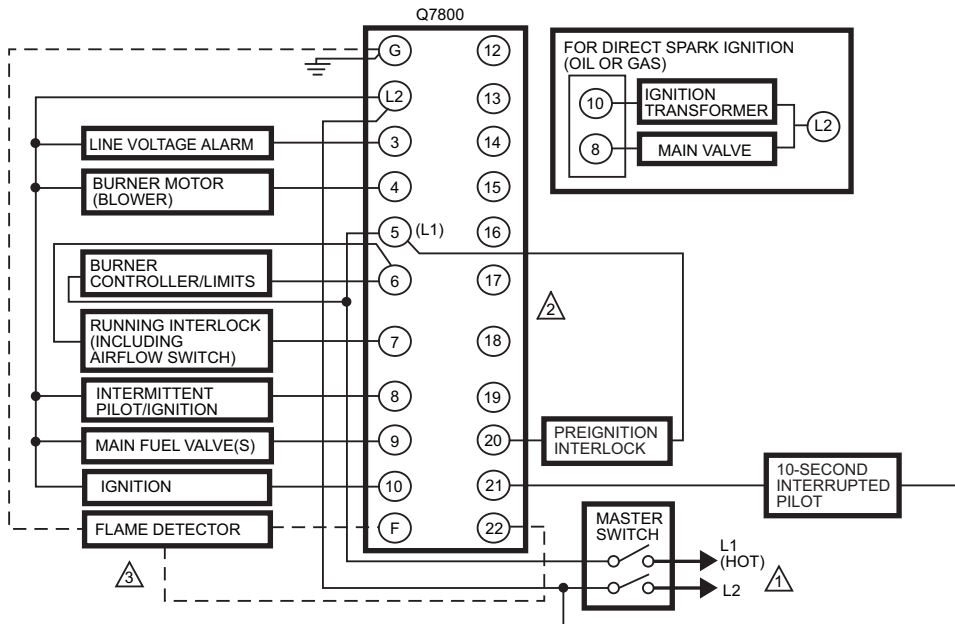 Q7800
G
L2
3
4
5
(L1)
6
7
8
9
10
F
12
13
14
15
16
17
18
19
20
21
22
LINE VOLTAGE ALARM
BURNER MOTOR
(BLOWER)
BURNER
CONTROLLER/LIMITS
RUNNING INTERLOCK
(INCLUDING
AIRFLOW SWITCH)
INTERMITTENT
PILOT/IGNITION
MAIN FUEL VALVE(S)
IGNITION
FLAME DETECTOR
3
2
FOR DIRECT SPARK IGNITION
(OIL OR GAS)
10
IGNITION
TRANSFORMER
8
MAIN VALVE
L2
PREIGNITION
INTERLOCK
10-SECOND
INTERRUPTED
PILOT
MASTER
SWITCH
L1
(HOT)
L2
1